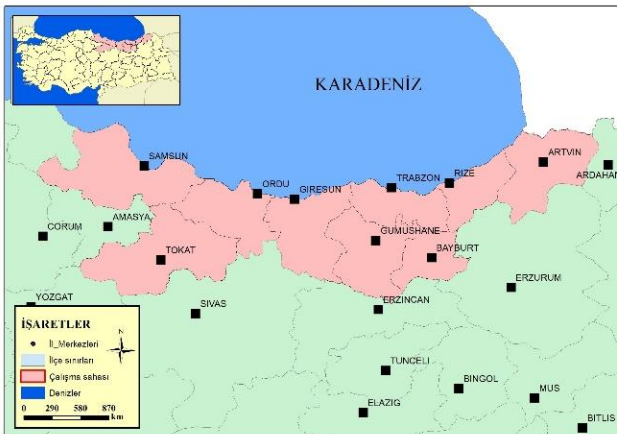 KARADENİZ
SAMSUN
ORDU
GIRESUN
TRABZON
RIZE
ARTVIN
ARDAHAN
CORUM
AMASYA
TOKAT
GUMUSHANE
BAYBURT
ERZURUM
YOZGAT
SIVAS
ERZINCAN
TUNCELI
BINGOL
MUS
ELAZIG
BITLIS
İŞARETLER
N
İl_Merkezleri
İlçe sınırları
Çalışma sahası
Denizler
0 290 580 870
km